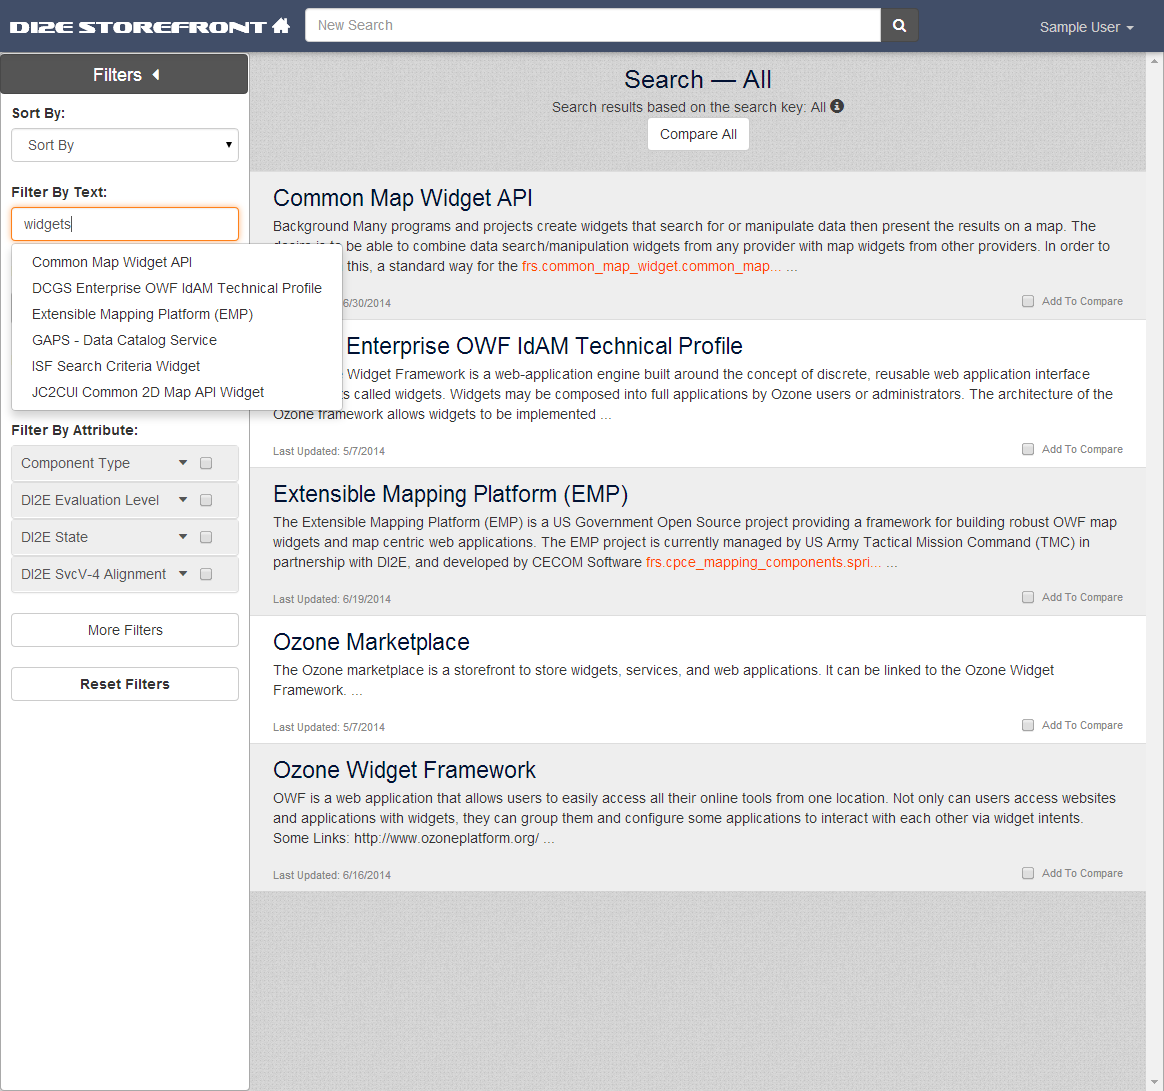 DI2E STOREFRONT
New Search
Sample User
Filters
Sort By:
Sort By
Filter By Text:
widgets
Common Map Widget API
DCGS Enterprise OWF IdAM Technical Profile
Extensible Mapping Platform (EMP)
GAPS - Data Catalog Service
ISF Search Criteria Widget
JC2CUI Common 2D Map API Widget
Filter By Attribute:
Component Type
DI2E Evaluation Level
DI2E State
DI2E SvcV-4 Alignment
More Filters
Reset Filters
Search — All
Search results based on the search key: All
Compare All
Common Map Widget API
Background Many programs and projects create widgets that search for or manipulate data then present the results on a map. The
be able to combine data search/manipulation widgets from any provider with map widgets from other providers. In order to
this, a standard way for the frs.common_map_widget.common_map... ...
6/30/2014
Add To Compare
Enterprise OWF IdAM Technical Profile
Widget Framework is a web-application engine built around the concept of discrete, reusable web application interface
called widgets. Widgets may be composed into full applications by Ozone users or administrators. The architecture of the
Ozone framework allows widgets to be implemented ...
Last Updated: 5/7/2014
Add To Compare
Extensible Mapping Platform (EMP)
The Extensible Mapping Platform (EMP) is a US Government Open Source project providing a framework for building robust OWF map
widgets and map centric web applications. The EMP project is currently managed by US Army Tactical Mission Command (TMC) in
partnership with DI2E, and developed by CECOM Software frs.cpce_mapping_components.spri... ...
Last Updated: 6/19/2014
Add To Compare
Ozone Marketplace
The Ozone marketplace is a storefront to store widgets, services, and web applications. It can be linked to the Ozone Widget
Framework. ...
Last Updated: 5/7/2014
Add To Compare
Ozone Widget Framework
OWF is a web application that allows users to easily access all their online tools from one location. Not only can users access websites
and applications with widgets, they can group them and configure some applications to interact with each other via widget intents.
Some Links: http://www.ozoneplatform.org/ ...
Last Updated: 6/16/2014
Add To Compare